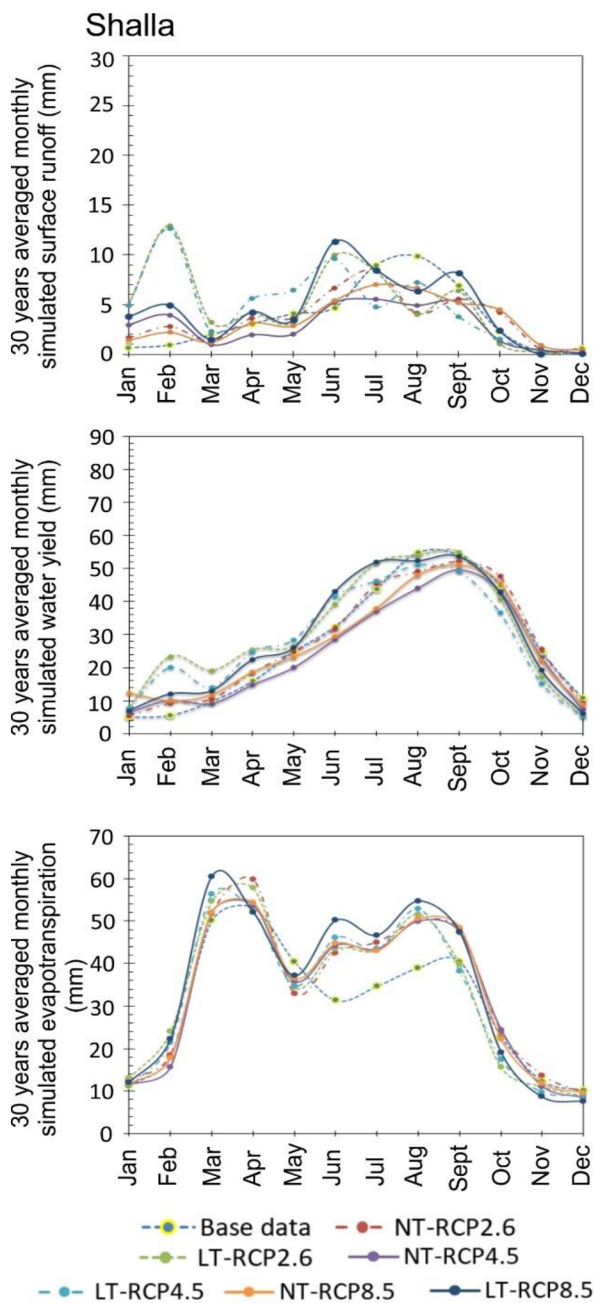 Shalla
30 years averaged monthly
simulated surface runoff (mm)
30
25
20
15
10
5
0
Jan Feb Mar Apr May Jun Jul Aug Sept Oct Nov Dec
30 years averaged monthly
simulated water yield (mm)
90
80
70
60
50
40
30
20
10
0
Jan Feb Mar Apr May Jun Jul Aug Sept Oct Nov Dec
30 years averaged monthly
simulated evapotranspiration
(mm)
70
60
50
40
30
20
10
0
Jan Feb Mar Apr May Jun Jul Aug Sept Oct Nov Dec
Base data NT-RCP2.6
LT-RCP2.6 NT-RCP4.5
LT-RCP4.5 NT-RCP8.5 LT-RCP8.5